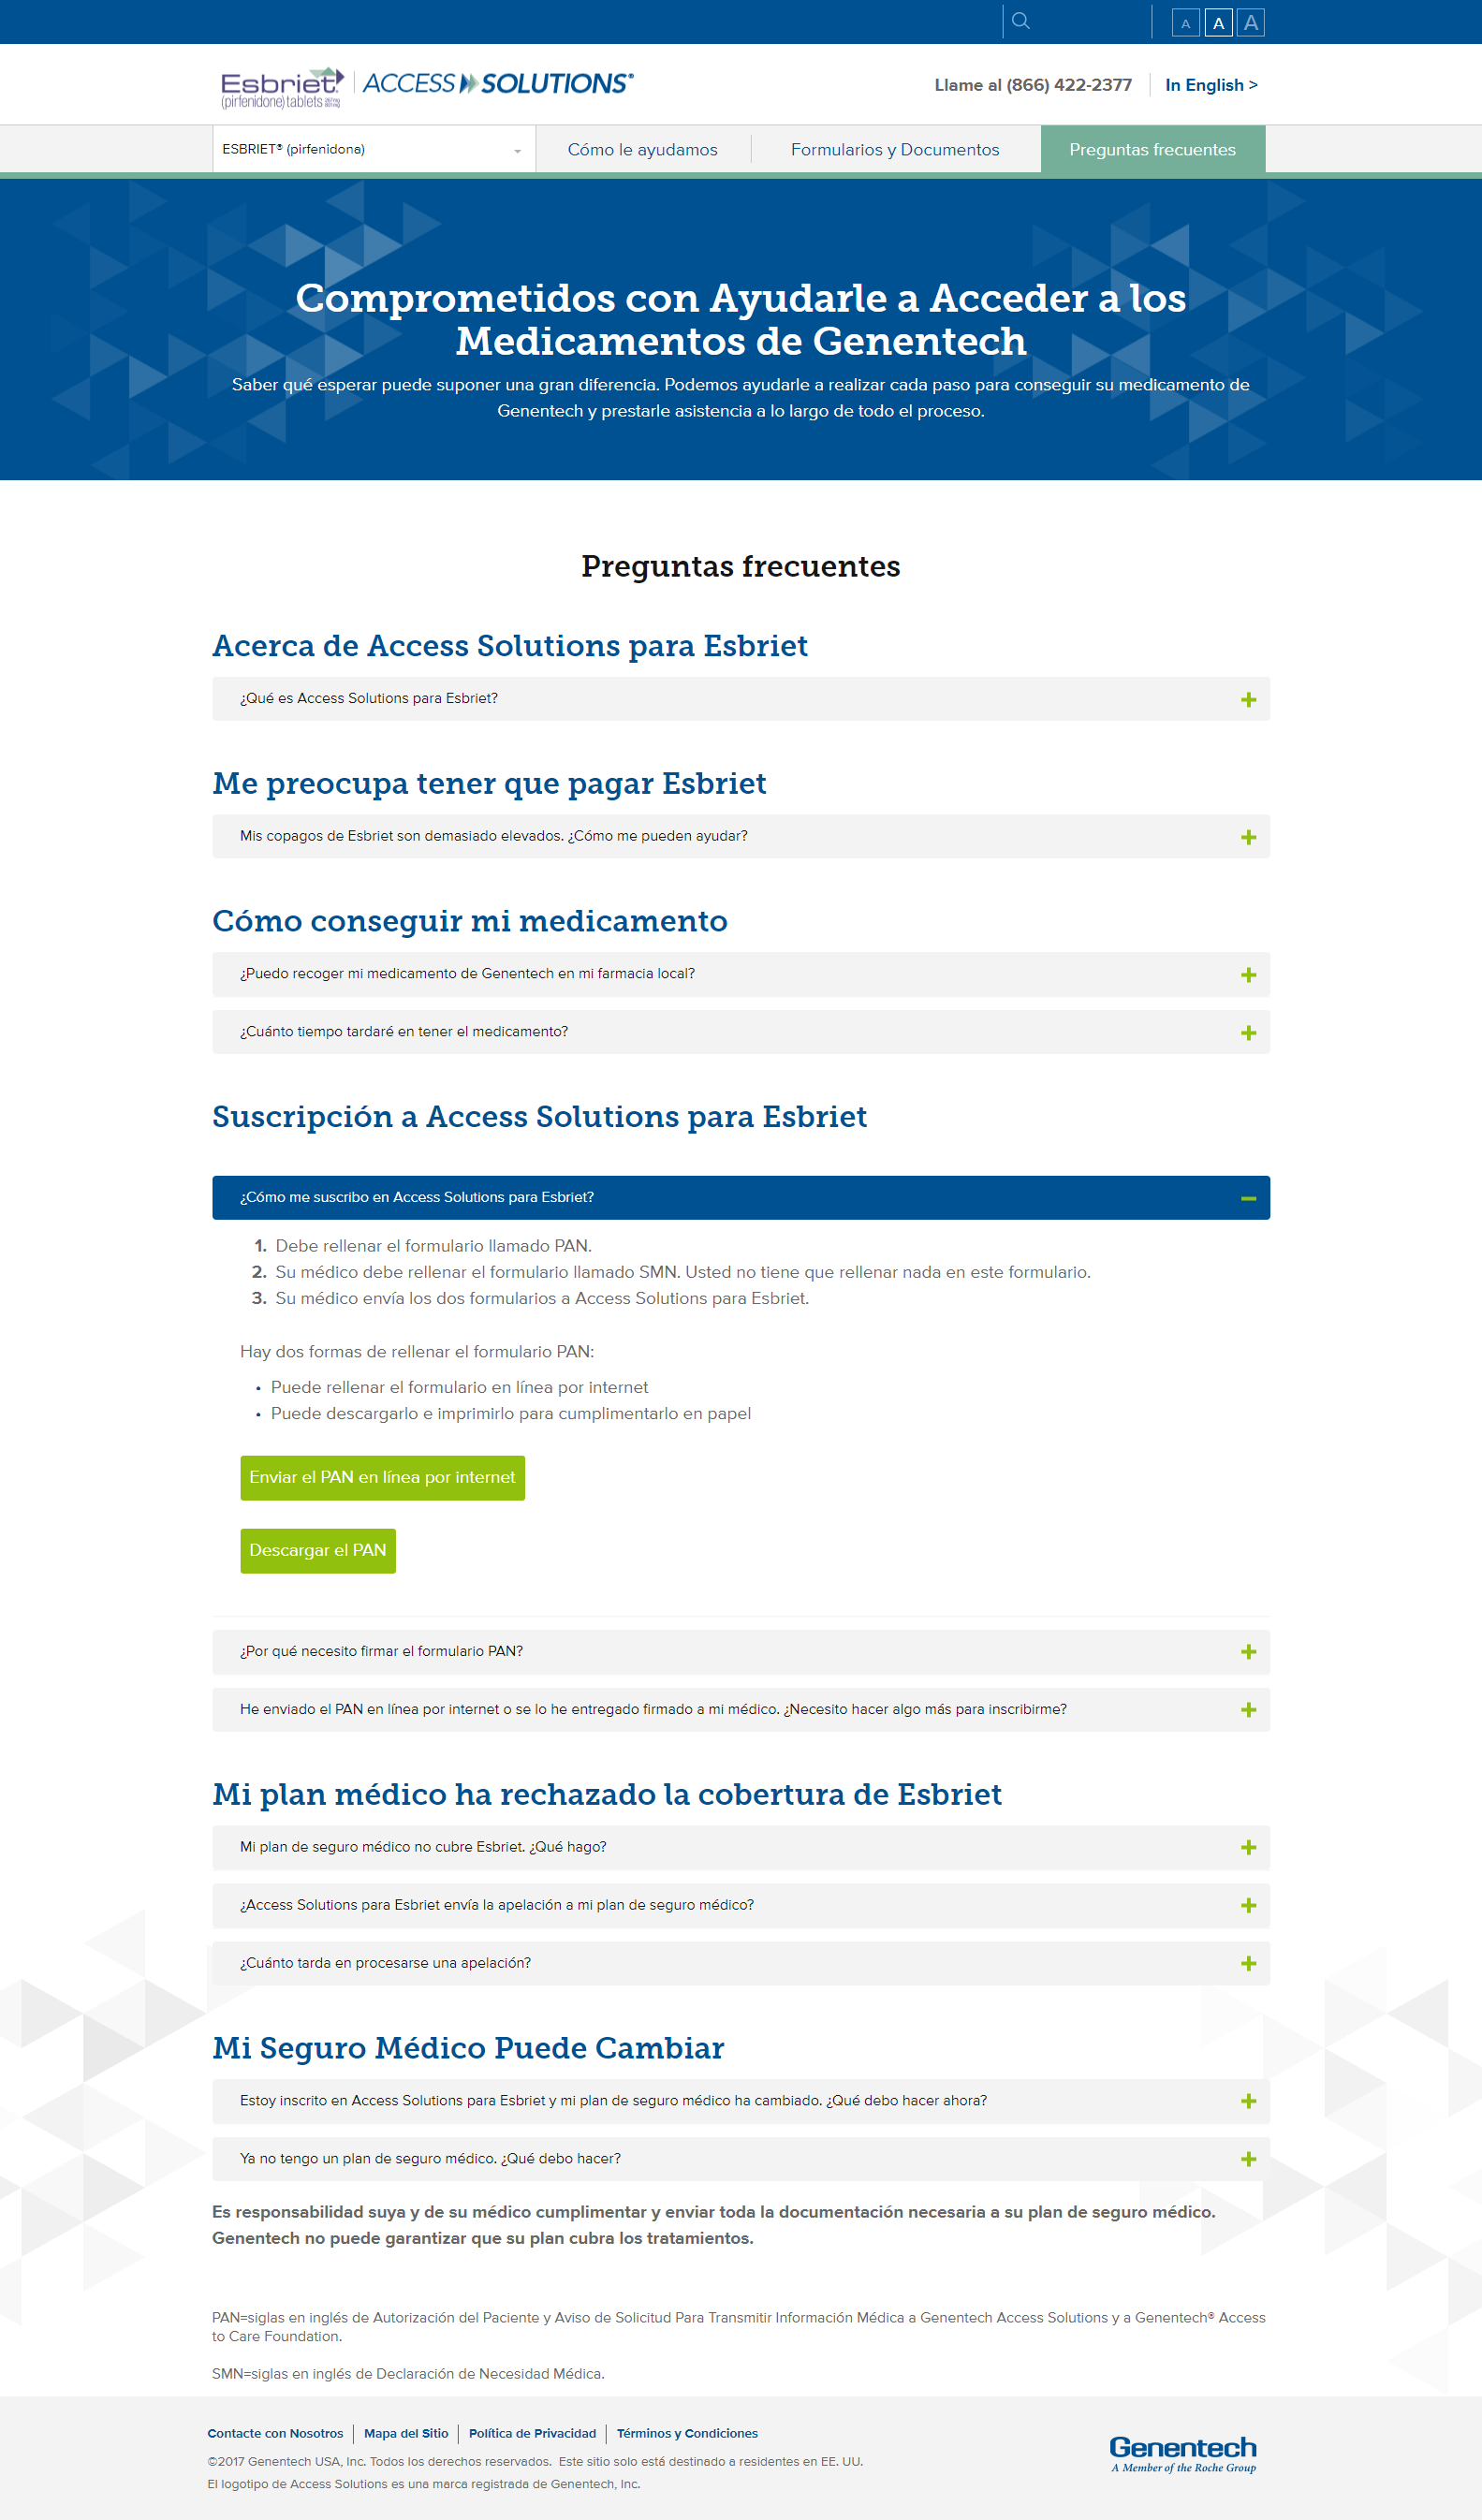 A A A
Esbriet®
(pirfenidone) tablets
ACCESS SOLUTIONS®
Llame al (866) 422-2377
In English >
ESBRIET® (pirfenidona)
Cómo le ayudamos
Formularios y Documentos
Preguntas frecuentes
Comprometidos con Ayudarle a Acceder a los
Medicamentos de Genentech
Saber qué esperar puede suponer una gran diferencia. Podemos ayudarle a realizar cada paso para conseguir su medicamento de
Genentech y prestarle asistencia a lo largo de todo el proceso.
Preguntas frecuentes
Acerca de Access Solutions para Esbriet
¿Qué es Access Solutions para Esbriet?
Me preocupa tener que pagar Esbriet
Mis copagos de Esbriet son demasiado elevados. ¿Cómo me pueden ayudar?
Cómo conseguir mi medicamento
¿Puedo recoger mi medicamento de Genentech en mi farmacia local?
¿Cuánto tiempo tardaré en tener el medicamento?
Suscripción a Access Solutions para Esbriet
¿Cómo me suscribo en Access Solutions para Esbriet?
1. Debe rellenar el formulario llamado PAN.
2. Su médico debe rellenar el formulario llamado SMN. Usted no tiene que rellenar nada en este formulario.
3. Su médico envía los dos formularios a Access Solutions para Esbriet.
Hay dos formas de rellenar el formulario PAN:
• Puede rellenar el formulario en línea por internet
• Puede descargarlo e imprimirlo para cumplimentarlo en papel
Enviar el PAN en línea por internet
Descargar el PAN
¿Por qué necesito firmar el formulario PAN?
He enviado el PAN en línea por internet o se lo he entregado firmado a mi médico. ¿Necesito hacer algo más para inscribirme?
Mi plan médico ha rechazado la cobertura de Esbriet
Mi plan de seguro médico no cubre Esbriet. ¿Qué hago?
¿Access Solutions para Esbriet envía la apelación a mi plan de seguro médico?
¿Cuánto tarda en procesarse una apelación?
Mi Seguro Médico Puede Cambiar
Estoy inscrito en Access Solutions para Esbriet y mi plan de seguro médico ha cambiado. ¿Qué debo hacer ahora?
Ya no tengo un plan de seguro médico. ¿Qué debo hacer?
Es responsabilidad suya y de su médico cumplimentar y enviar toda la documentación necesaria a su plan de seguro médico.
Genentech no puede garantizar que su plan cubra los tratamientos.
PAN=siglas en inglés de Autorización del Paciente y Aviso de Solicitud Para Transmitir Información Médica a Genentech Access Solutions y a Genentech® Access
to Care Foundation.
SMN=siglas en inglés de Declaración de Necesidad Médica.
Contacte con Nosotros
Mapa del Sitio
Política de Privacidad
Términos y Condiciones
©2017 Genentech USA, Inc. Todos los derechos reservados. Este sitio solo está destinado a residentes en EE. UU.
El logotipo de Access Solutions es una marca registrada de Genentech, Inc.
Genentech
A Member of the Roche Group